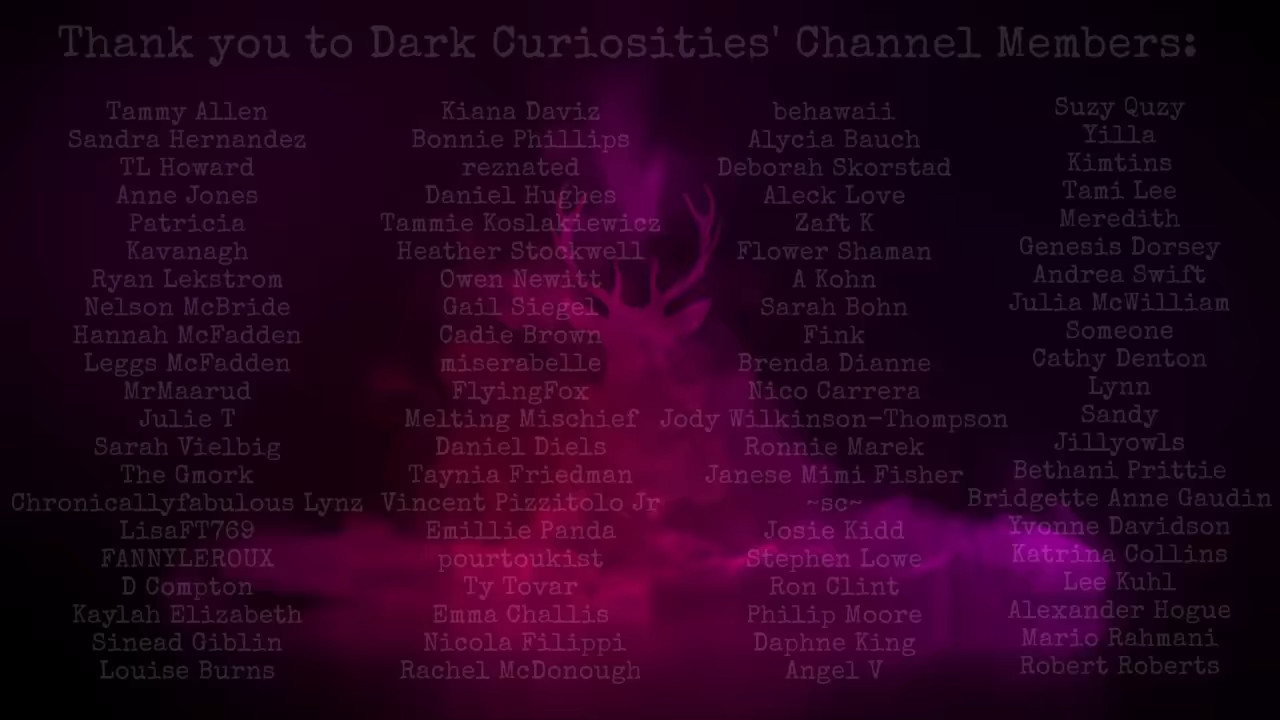 Thank you to Dark Curiosities' Channel Members:
Tammy Allen
Sandra Hernandez
TL Howard
Anne Jones
Patricia
Kavanagh
Ryan Lekstrom
Nelson McBride
Hannah McFadden
Leggs McFadden
MrMaarud
Julie T
Sarah Vielbig
The Gmork
Chronicallyfabulous Lynz
LisaFT769
FANNYLEROUX
D Compton
Kaylah Elizabeth
Sinead Giblin
Louise Burns
Kiana Daviz
Bonnie Phillips
reznated
Daniel Hughes
Tammie Koslakiewicz
Heather Stockwell
Owen Newitt
Gail Siegel
Cadie Brown
miserabelle
FlyingFox
Melting Mischief
Daniel Diels
Taynia Friedman
Vincent Pizzitolo Jr
Emillie Panda
pourtoukist
Ty Tovar
Emma Challis
Nicola Filippi
Rachel McDonough
behawaii
Alycia Bauch
Deborah Skorstad
Aleck Love
Zaft K
Flower Shaman
A Kohn
Sarah Bohn
Fink
Brenda Dianne
Nico Carrera
Jody Wilkinson-Thompson
Ronnie Marek
Janese Mimi Fisher
~sc~
Josie Kidd
Stephen Lowe
Ron Clint
Philip Moore
Daphne King
Angel V
Suzy Quzy
Yilla
Kimtins
Tami Lee
Meredith
Genesis Dorsey
Andrea Swift
Julia McWilliam
Someone
Cathy Denton
Lynn
Sandy
Jillyowls
Bethani Prittie
Bridgette Anne Gaudin
Yvonne Davidson
Katrina Collins
Lee Kuhl
Alexander Hogue
Mario Rahmani
Robert Roberts